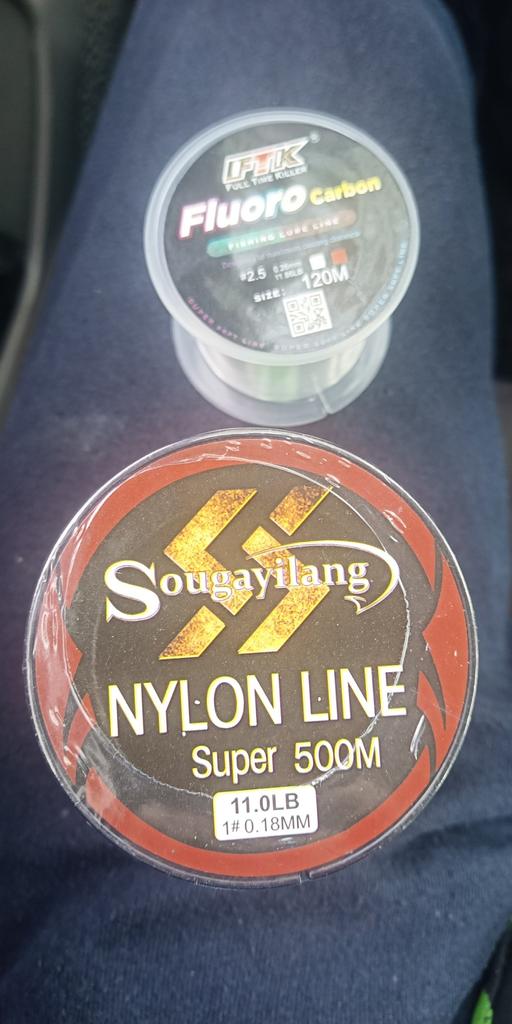 FTK
FULL TIME KILLER
Fluoro Carbon
FISHING LURE LINE
#2.5
SIZE:
120M
Sougayilang
NYLON LINE
Super 500M
11.0LB
1# 0.18MM